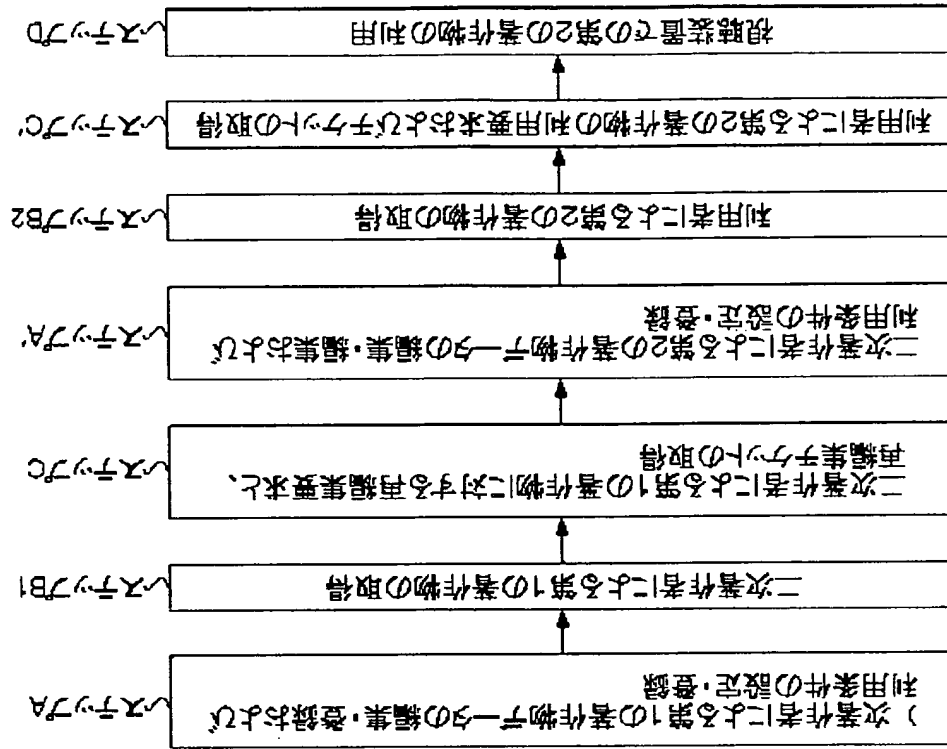 次著作者による第1の著作物データの編集・登録および
利用条件の設定・登録
ステップA
二次著作者による第1の著作物の取得
ステップB1
二次著作者による第1の著作物に対する再編集要求と、
再編集チケットの取得
ステップC
二次著作者による第2の著作物データの編集・編集および
利用条件の設定・登録
ステップA'
利用者による第2の著作物の取得
ステップB2
利用者による第2の著作物の利用要求およびチケットの取得
ステップC'
視聴装置での第2の著作物の利用
ステップD